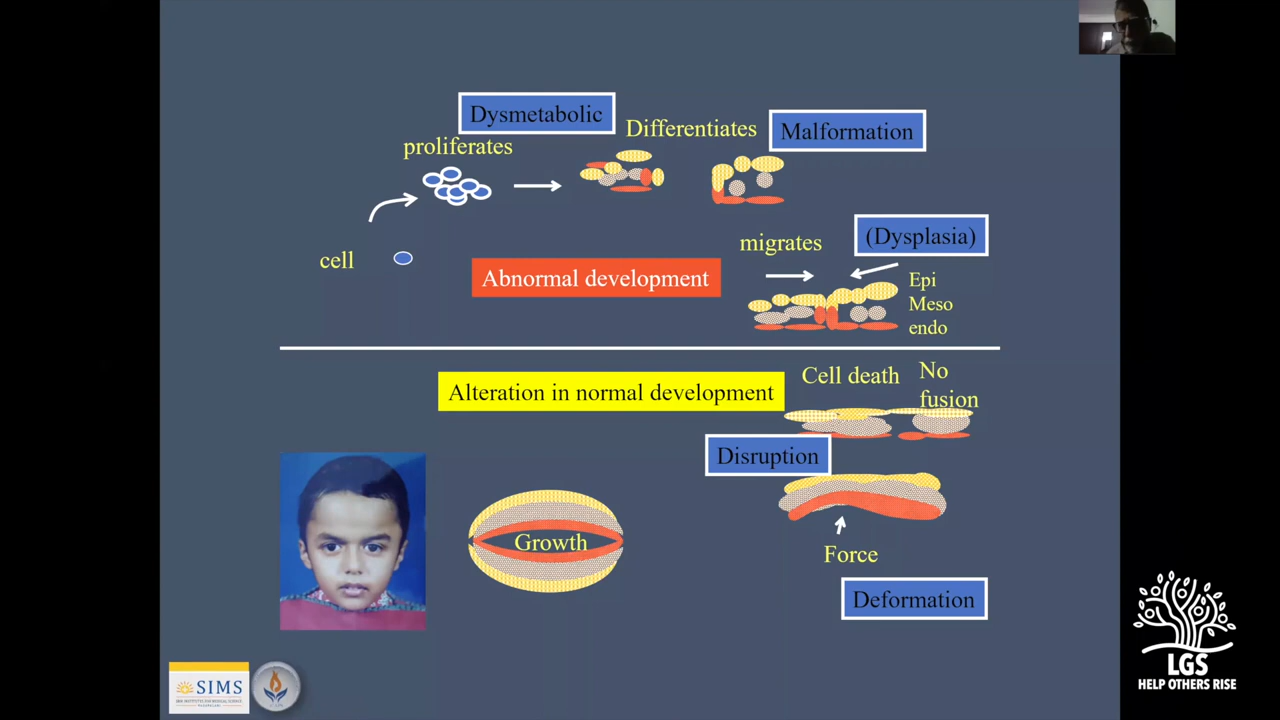 Dysmetabolic
Differentiates
Malformation
proliferates
(Dysplasia)
migrates
cell
Abnormal development
Epi
Meso
endo
Cell death
No
fusion
Alteration in normal development
Disruption
Growth
Force
Deformation
SIMS
LGS
HELP OTHERS RISE